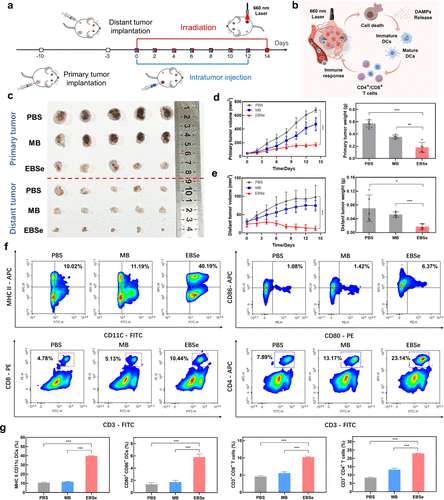 a
Distant tumor
implantation
Irradiation
660 nm
Laser
-10
-3
0
2
4
6
8
10
12
14
Days
Primary tumor
implantation
Intratumor injection
b
660 nm
Laser
Cell death
DAMPs
Release
Immature
DCs
Mature
DCs
CD4+/CD8+
T cells
Immune
response
c
Primary tumor
PBS
MB
EBSe
Distant tumor
PBS
MB
EBSe
d
Primary tumor volume (mm³)
PBS
MB
EBSe
Time/Days
Primary tumor weight (g)
***
**
PBS
MB
EBSe
e
Distant tumor volume (mm³)
PBS
MB
EBSe
Time/Days
Distant tumor weight (g)
*
***
PBS
MB
EBSe
f
PBS
MB
EBSe
MHC II - APC
10.02%
11.19%
40.19%
CD11C - FITC
PBS
MB
EBSe
CD86- APC
1.08%
1.42%
6.37%
CD80 - PE
PBS
MB
EBSe
CD8 - PE
4.78%
5.13%
10.44%
CD3 - FITC
PBS
MB
EBSe
CD4 - APC
7.89%
13.17%
23.14%
CD3 - FITC
g
MHC II+ CD11+ DCs (%)
***
***
PBS
MB
EBSe
CD80+ CD86+ DCs (%)
***
***
PBS
MB
EBSe
CD3+ CD8+ T cells (%)
***
***
PBS
MB
EBSe
CD3+ CD4+ T cells (%)
***
***
PBS
MB
EBSe